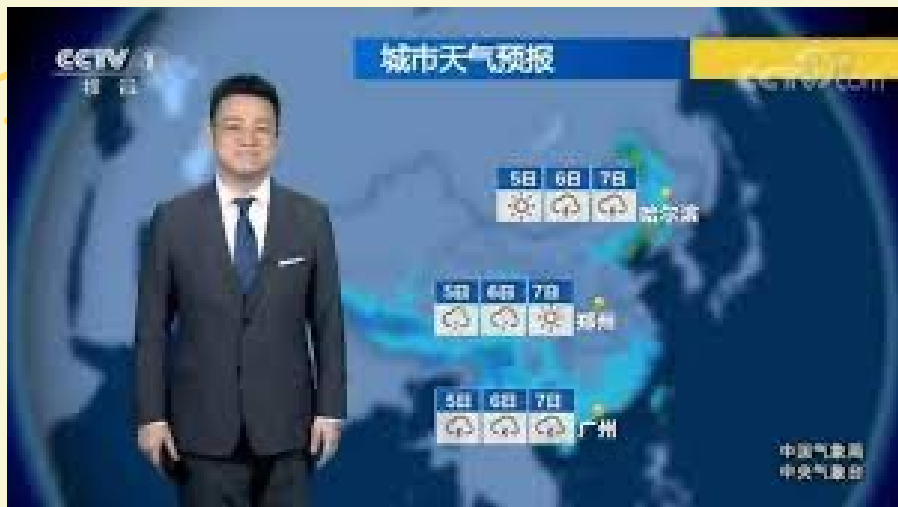 CCTV 1
综合
城市天气预报
CCTV.com
5日 6日 7日
哈尔滨
5日 6日 7日
郑州
5日 6日 7日
广州
中国气象局
中央气象台